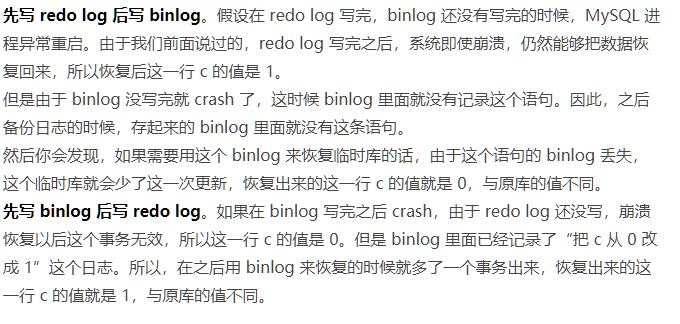 先写 redo log 后写 binlog。假设在 redo log 写完，binlog 还没有写完的时候，MySQL 进
程异常重启。由于我们前面说过的，redo log 写完之后，系统即使崩溃，仍然能够把数据恢
复回来，所以恢复后这一行 c 的值是 1。
但是由于 binlog 没写完就 crash 了，这时候 binlog 里面就没有记录这个语句。因此，之后
备份日志的时候，存起来的 binlog 里面就没有这条语句。
然后你会发现，如果需要用这个 binlog 来恢复临时库的话，由于这个语句的 binlog 丢失，
这个临时库就会少了这一次更新，恢复出来的这一行 c 的值就是 0，与原库的值不同。
先写 binlog 后写 redo log。如果在 binlog 写完之后 crash，由于 redo log 还没写，崩溃
恢复以后这个事务无效，所以这一行 c 的值是 0。但是 binlog 里面已经记录了“把 c 从 0 改
成 1”这个日志。所以，在之后用 binlog 来恢复的时候就多了一个事务出来，恢复出来的这
一行 c 的值就是 1，与原库的值不同。